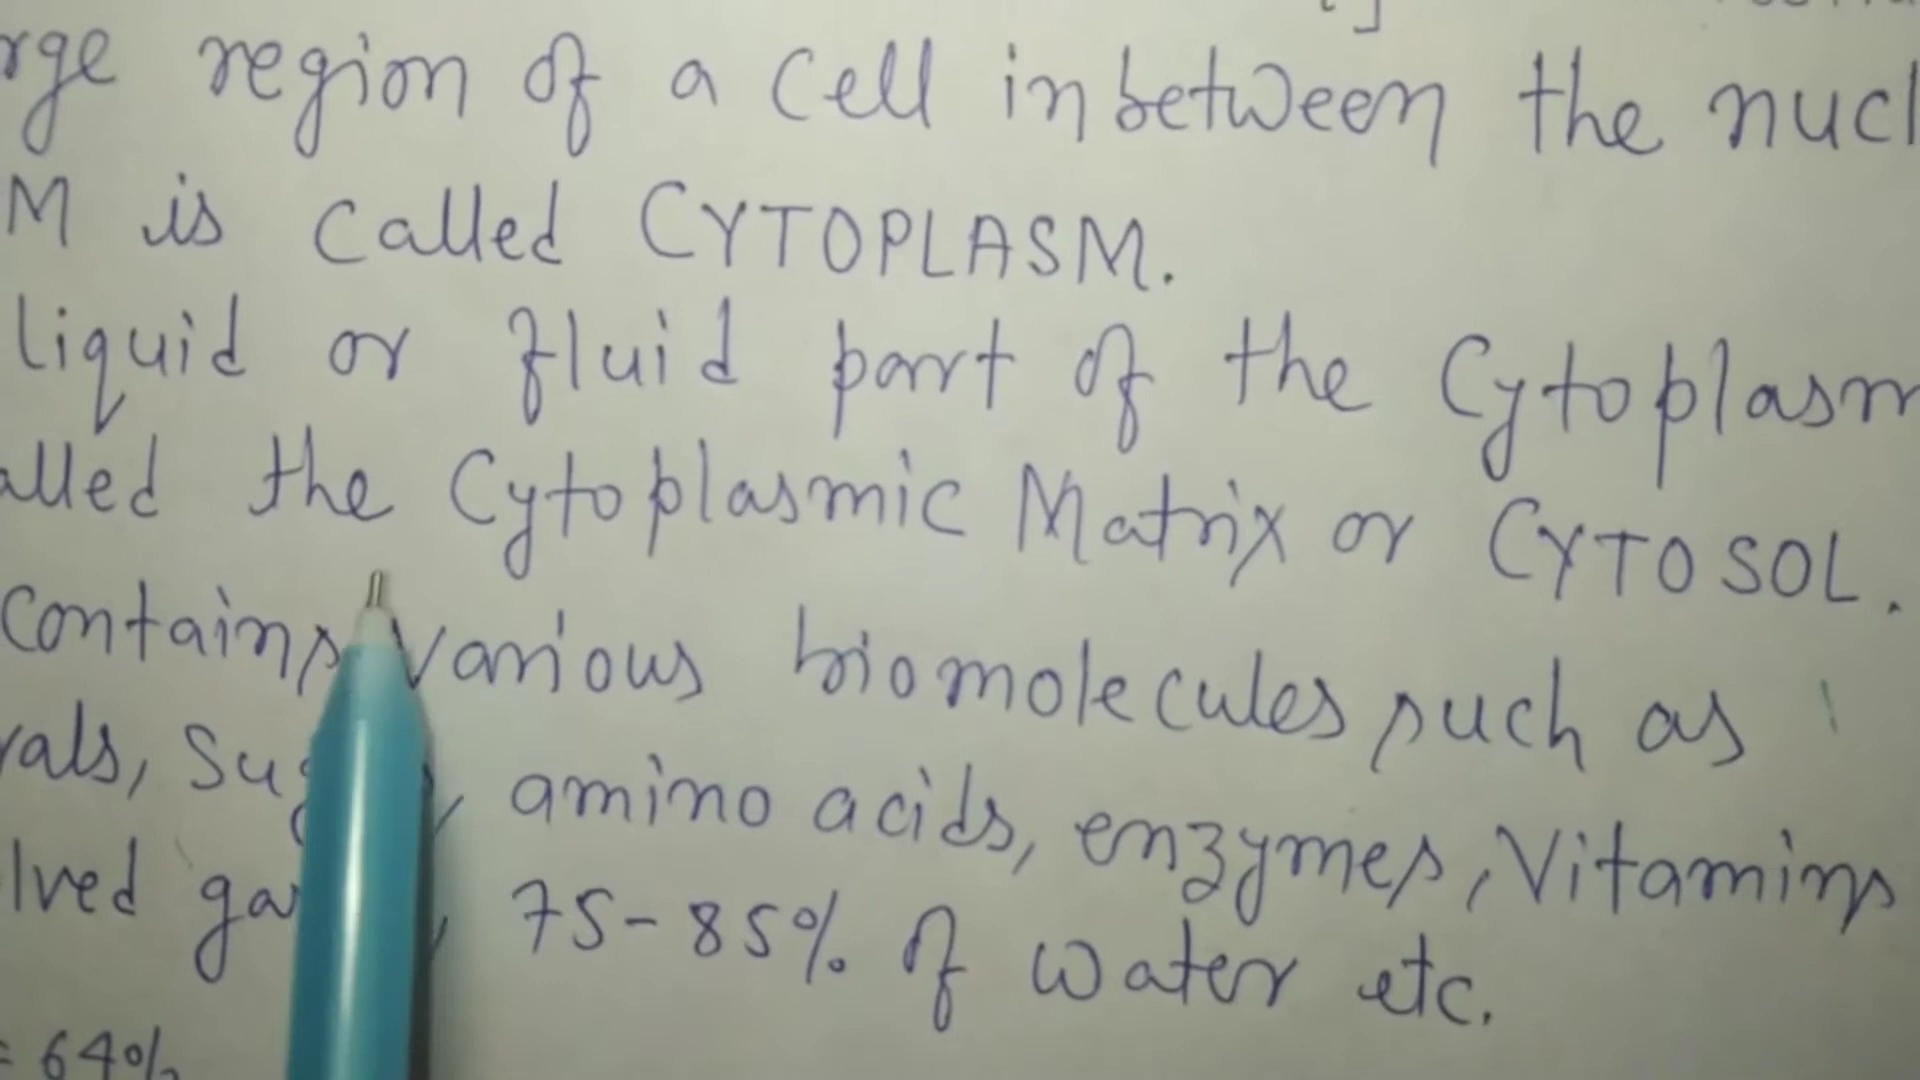 rge region of a Cell inbetween the nucl
M is Called CYTOPLASM.
liquid or fluid part of the Cytoplasm
alled the Cytoplasmic Matrix or CYTOSOL.
Contains various biomolecules such as
rals, amino acids, enzymes, Vitamins
lved 75-85% of water etc.
= 64%